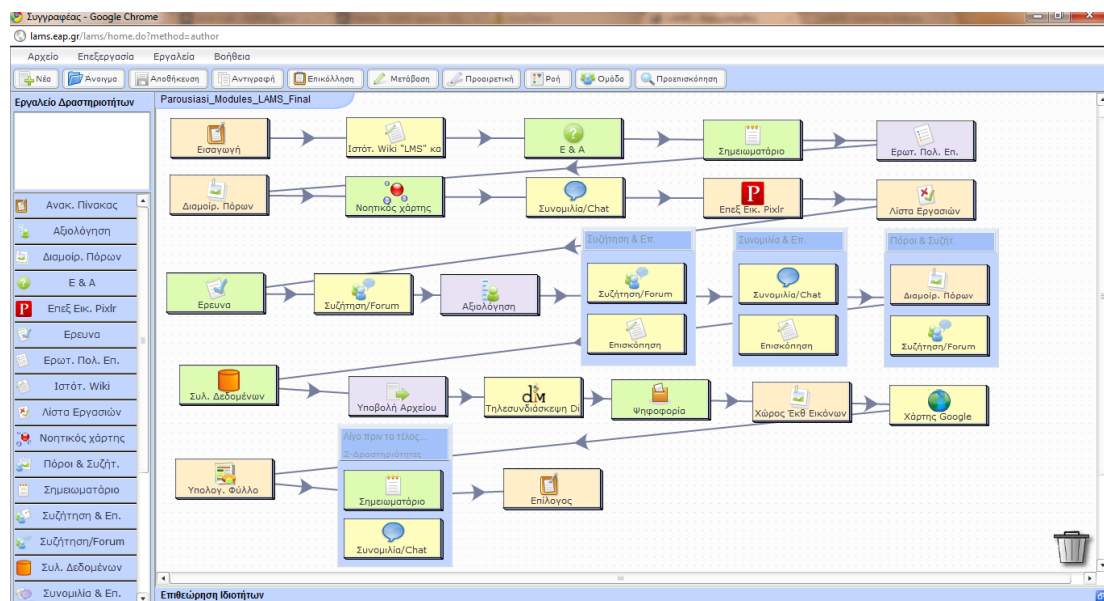 Συγγραφέας - Google Chrome
lams.eap.gr/lams/home.do?method=author
Αρχείο Επεξεργασία Εργαλεία Βοήθεια
Νέο Άνοιγμα Αποθήκευση Αντιγραφή Επικόλληση Μετάβαση Προαιρετική Ροή Ομάδα Προεπισκόπηση
Εργαλείο Δραστηριοτήτων
Ανακ. Πίνακας
Αξιολόγηση
Διαμοίρ. Πόρων
Ε & Α
Επεξ Εικ. Pixlr
Ερευνα
Ερωτ. Πολ. Επ.
Ιστότ. Wiki
Λίστα Εργασιών
Νοητικός χάρτης
Πόροι & Συζήτ.
Σημειωματάριο
Συζήτηση & Επ.
Συζήτηση/Forum
Συλ. Δεδομένων
Συνομιλία & Επ.
Parousiasi_Modules_LAMS_Final
Εισαγωγή
Ιστότ. Wiki "LMS" κα
Ε & Α
Σημειωματάριο
Ερωτ. Πολ. Επ.
Διαμοίρ. Πόρων
Νοητικός χάρτης
Συνομιλία/Chat
Επεξ Εικ. Pixlr
Λίστα Εργασιών
Ερευνα
Συζήτηση/Forum
Αξιολόγηση
Συζήτηση & Επ.
Συζήτηση/Forum
Επισκόπηση
Συνομιλία & Επ.
Συνομιλία/Chat
Επισκόπηση
Πόροι & Συζήτ.
Διαμοίρ. Πόρων
Συζήτηση/Forum
Συλ. Δεδομένων
Υποβολή Αρχείου
dM
Τηλεσυνδιάσκεψη Di
Ψηφοφορία
Χώρος Έκθ Εικόνων
Χάρτης Google
Υπολογ. Φύλλο
Λίγο πριν το τέλος...
2-Δραστηριότητες
Σημειωματάριο
Συνομιλία/Chat
Επίλογος
Επιθεώρηση Ιδιοτήτων